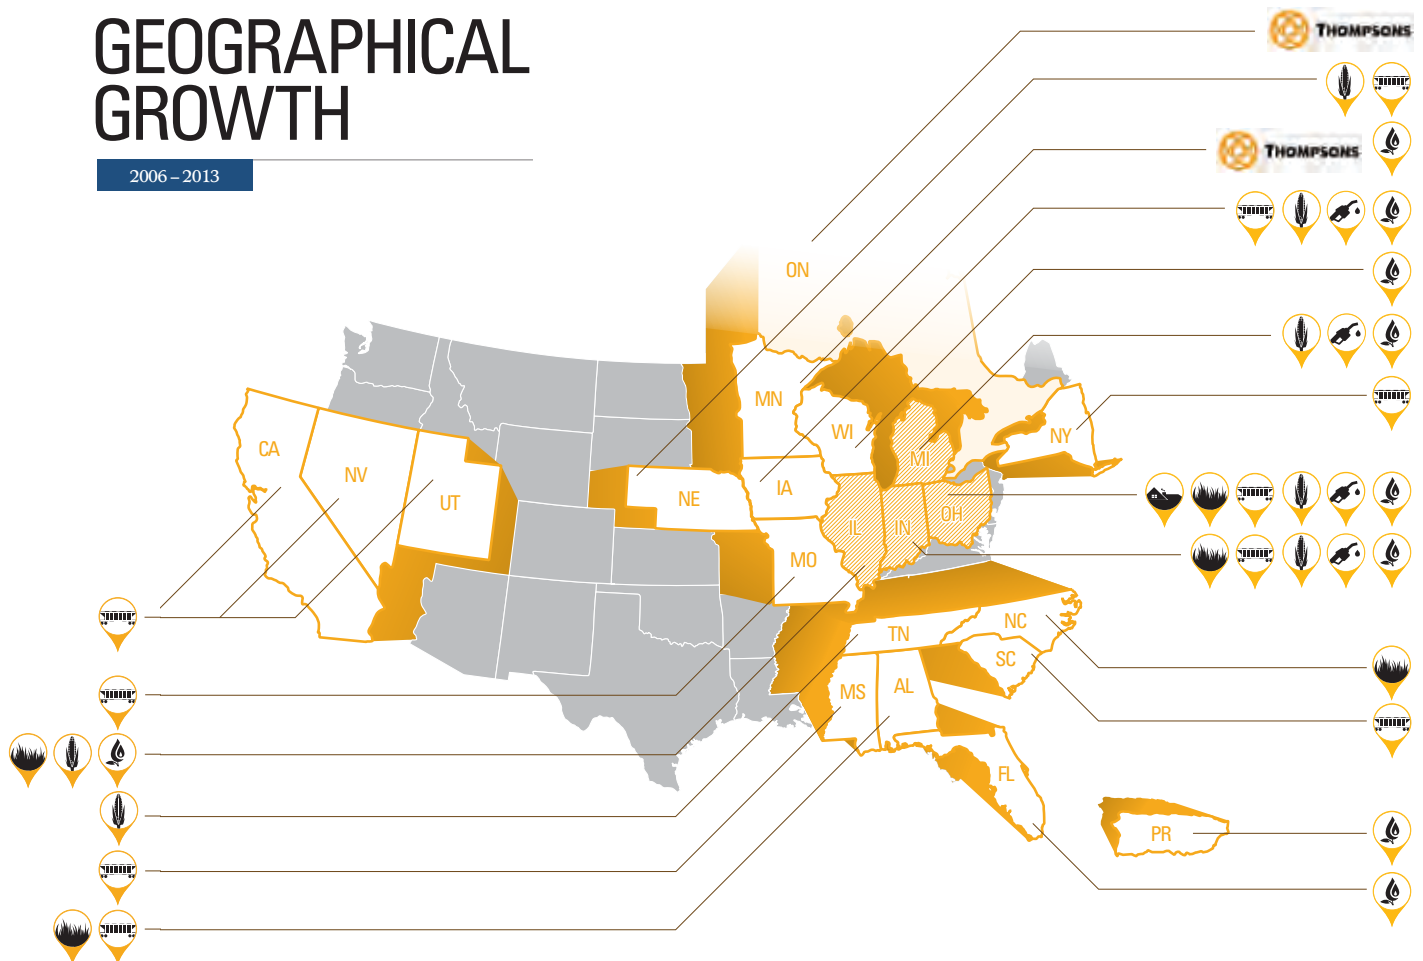 GEOGRAPHICAL
GROWTH
2006 – 2013
THOMPSONS
THOMPSONS
ON
MN
WI
MI
NY
CA
NV
UT
NE
IA
IL
IN
OH
MO
TN
NC
SC
MS
AL
FL
PR